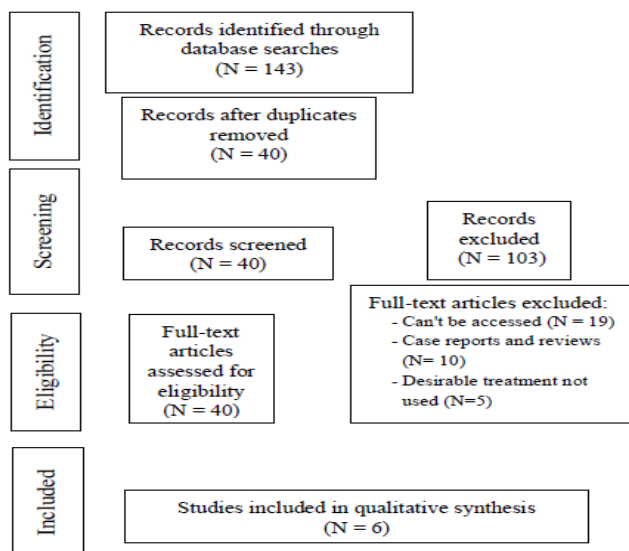 Identification
Records identified through
database searches
(N = 143)
Records after duplicates
removed
(N = 40)
Screening
Records screened
(N = 40)
Records
excluded
(N = 103)
Eligibility
Full-text
articles
assessed for
eligibility
(N = 40)
Full-text articles excluded:
- Can't be accessed (N = 19)
- Case reports and reviews
(N= 10)
- Desirable treatment not
used (N=5)
Included
Studies included in qualitative synthesis
(N = 6)